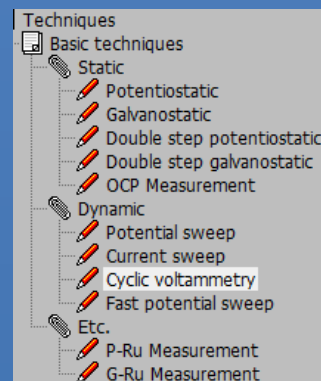 Techniques
Basic techniques
Static
Potentiostatic
Galvanostatic
Double step potentiostatic
Double step galvanostatic
OCP Measurement
Dynamic
Potential sweep
Current sweep
Cyclic voltammetry
Fast potential sweep
Etc.
P-Ru Measurement
G-Ru Measurement